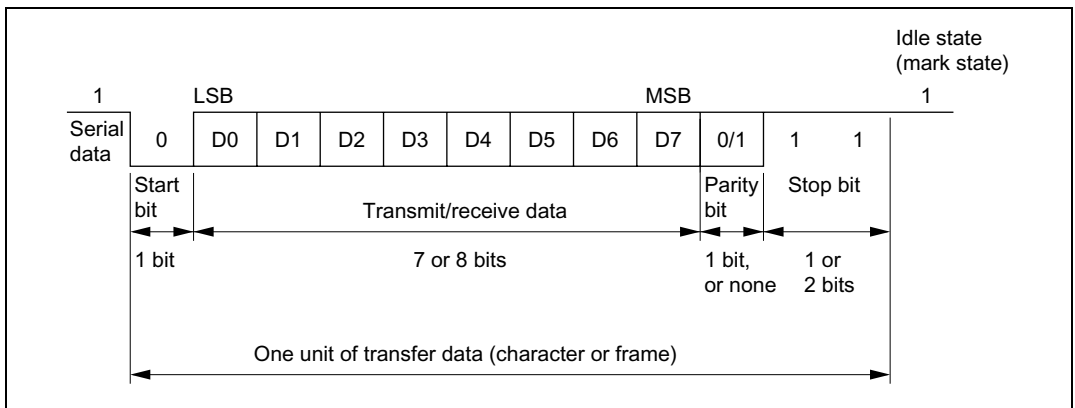 Idle state
(mark state)
1 LSB MSB 1
Serial
data
0 D0 D1 D2 D3 D4 D5 D6 D7 0/1 1 1
Start
bit
Transmit/receive data
Parity
bit
Stop bit
1 bit
7 or 8 bits
1 bit,
or none
1 or
2 bits
One unit of transfer data (character or frame)